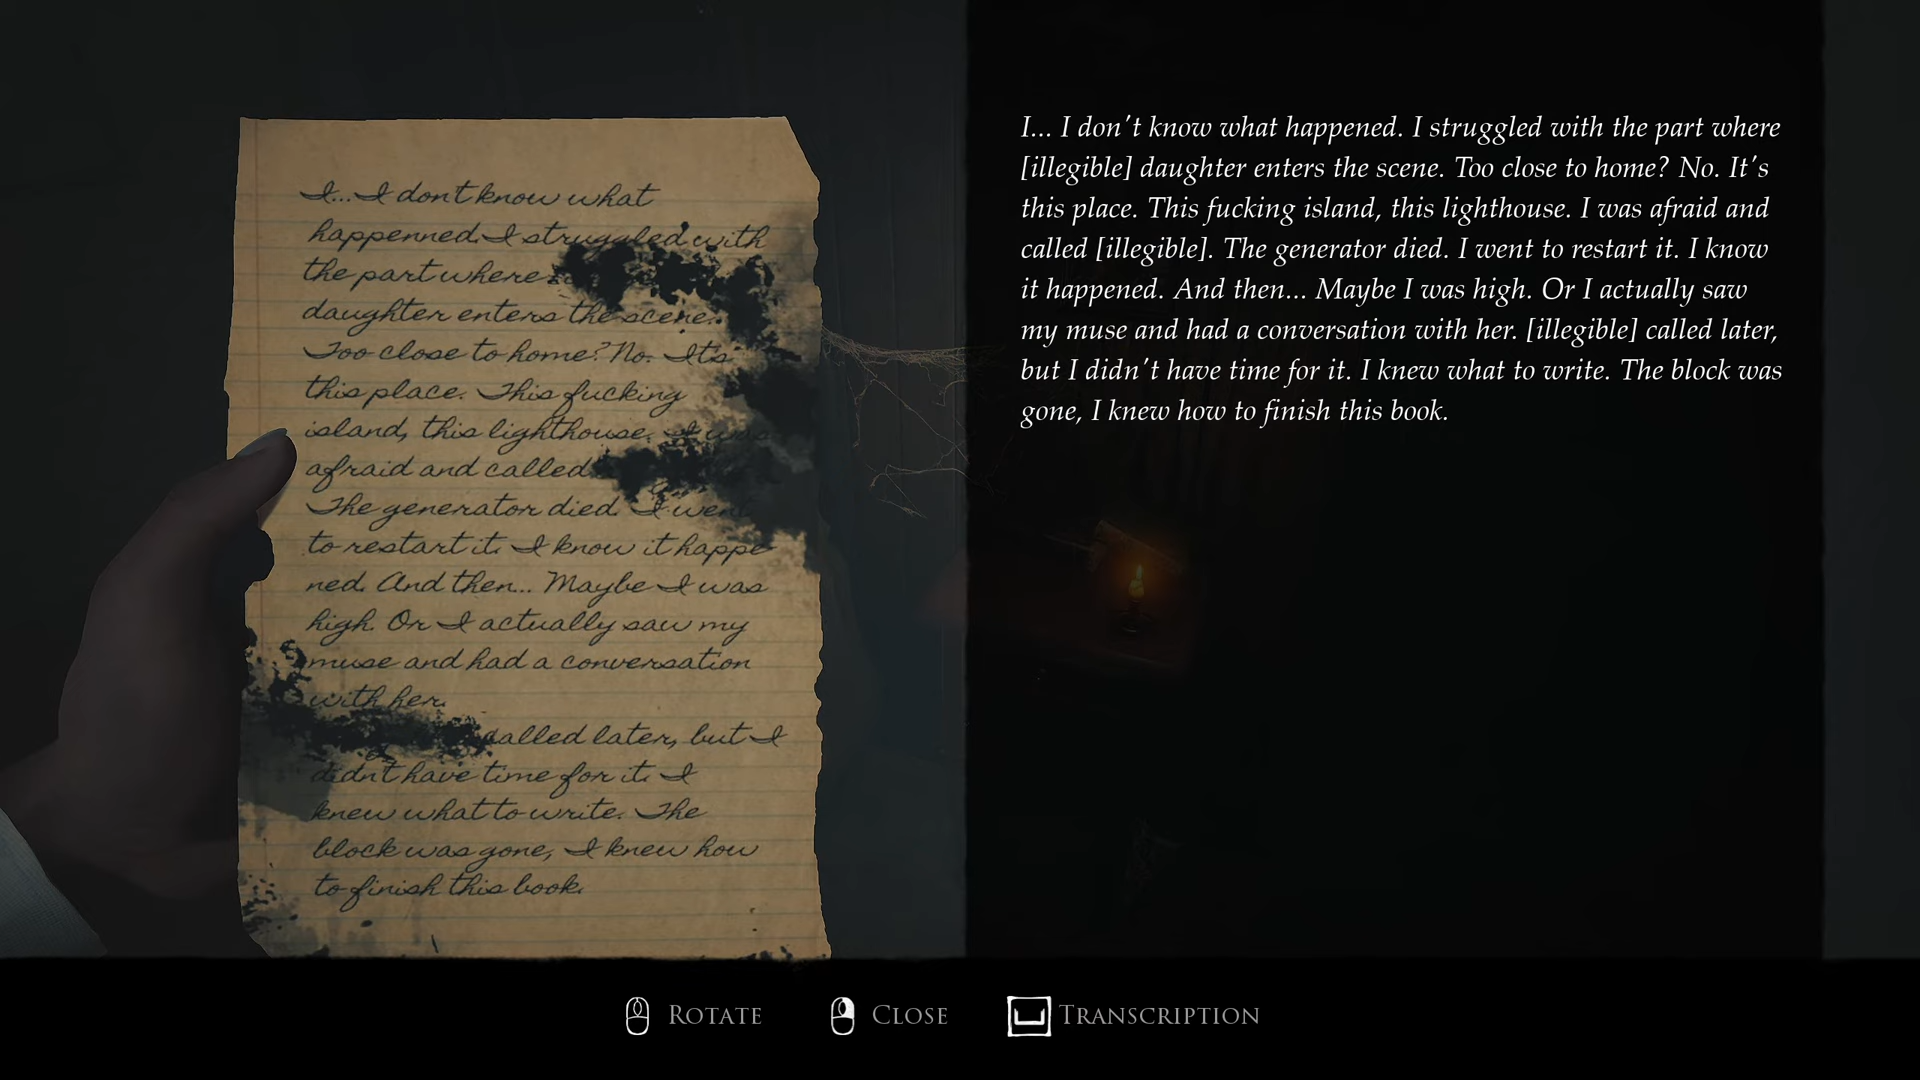 I... I dont know what
happenned. I struggled with
the part where
daughter enters the scene.
Too close to home? No. It's
this place. This fucking
island, this lighthouse. I was
afraid and called
The generator died. I went
to restart it. I know it happe
ned. And then... Maybe I was
high. Or I actually saw my
muse and had a conversation
with her.
called later, but I
didn't have time for it. I
knew what to write. The
block was gone, I knew how
to finish this book.
I... I don't know what happened. I struggled with the part where
[illegible] daughter enters the scene. Too close to home? No. It's
this place. This fucking island, this lighthouse. I was afraid and
called [illegible]. The generator died. I went to restart it. I know
it happened. And then... Maybe I was high. Or I actually saw
my muse and had a conversation with her. [illegible] called later,
but I didn't have time for it. I knew what to write. The block was
gone, I knew how to finish this book.
Rotate Close Transcription